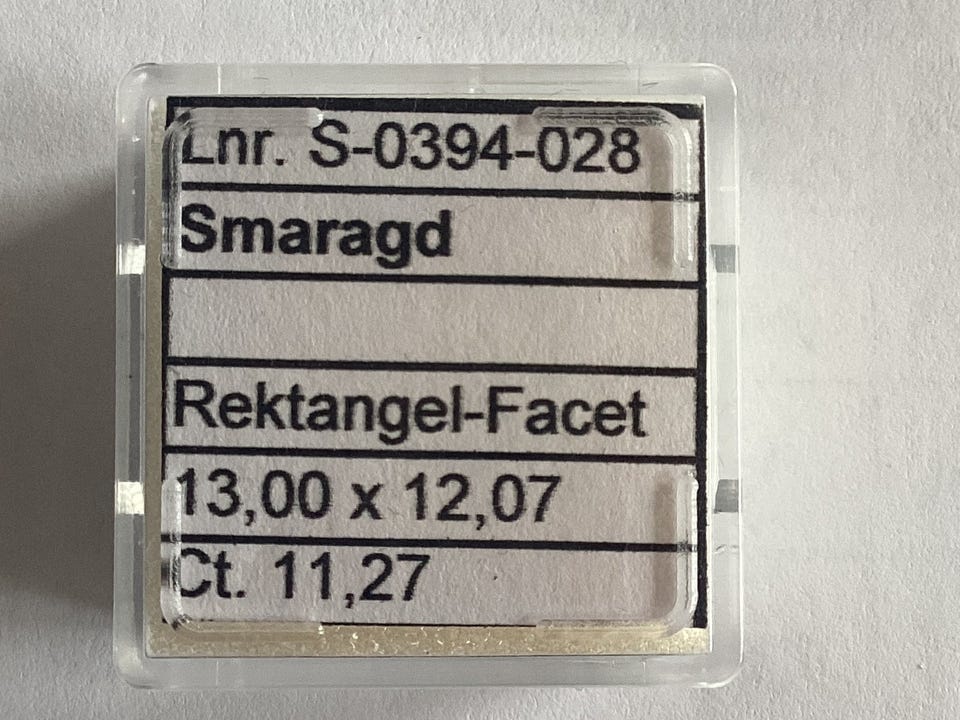 Lnr. S-0394-028
Smaragd
Rektangel-Facet
13,00 x 12,07
Ct. 11,27